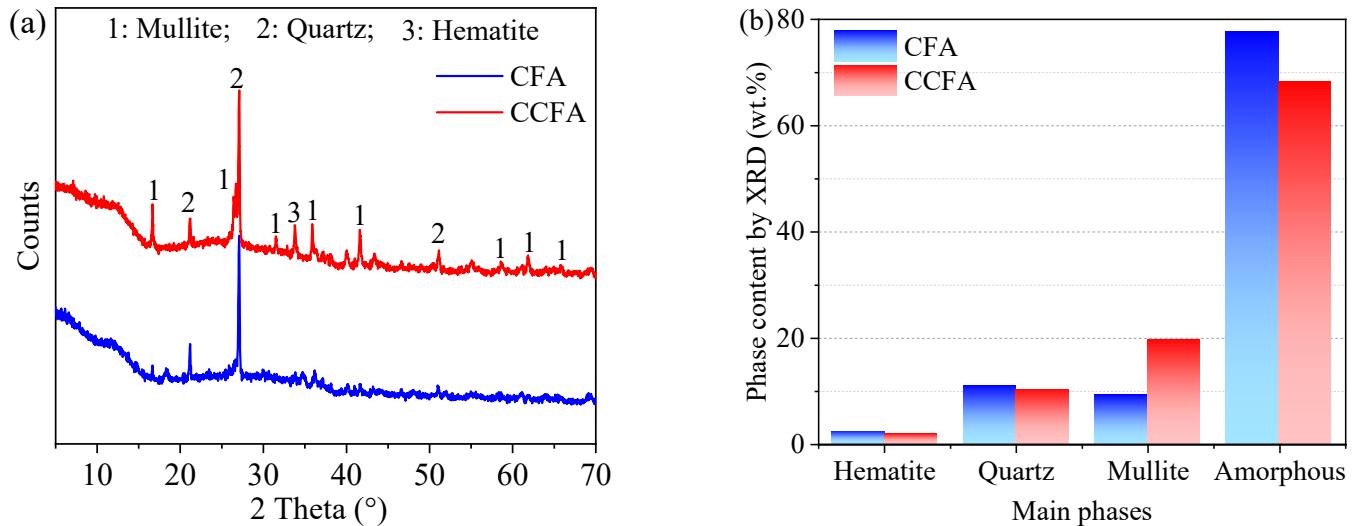 (a)
1: Mullite; 2: Quartz; 3: Hematite
CFA
CCFA
1
2
1
2
1
3
1
1
2
1
1
1
Counts
10
20
30
40
50
60
70
2 Theta (°)
(b)
CFA
CCFA
Phase content by XRD (wt.%)
80
60
40
20
0
Hematite
Quartz
Mullite
Amorphous
Main phases